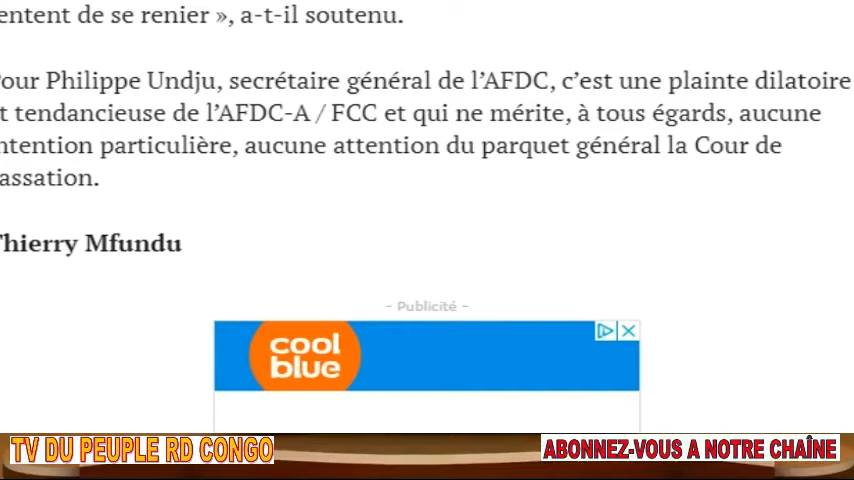 entent de se renier », a-t-il soutenu.
our Philippe Undju, secrétaire général de l'AFDC, c'est une plainte dilatoire
t tendancieuse de l'AFDC-A / FCC et qui ne mérite, à tous égards, aucune
ntention particulière, aucune attention du parquet général la Cour de
assation.
Thierry Mfundu
- Publicité -
cool
blue
TV DU PEUPLE RD CONGO
ABONNEZ-VOUS A NOTRE CHAÎNE